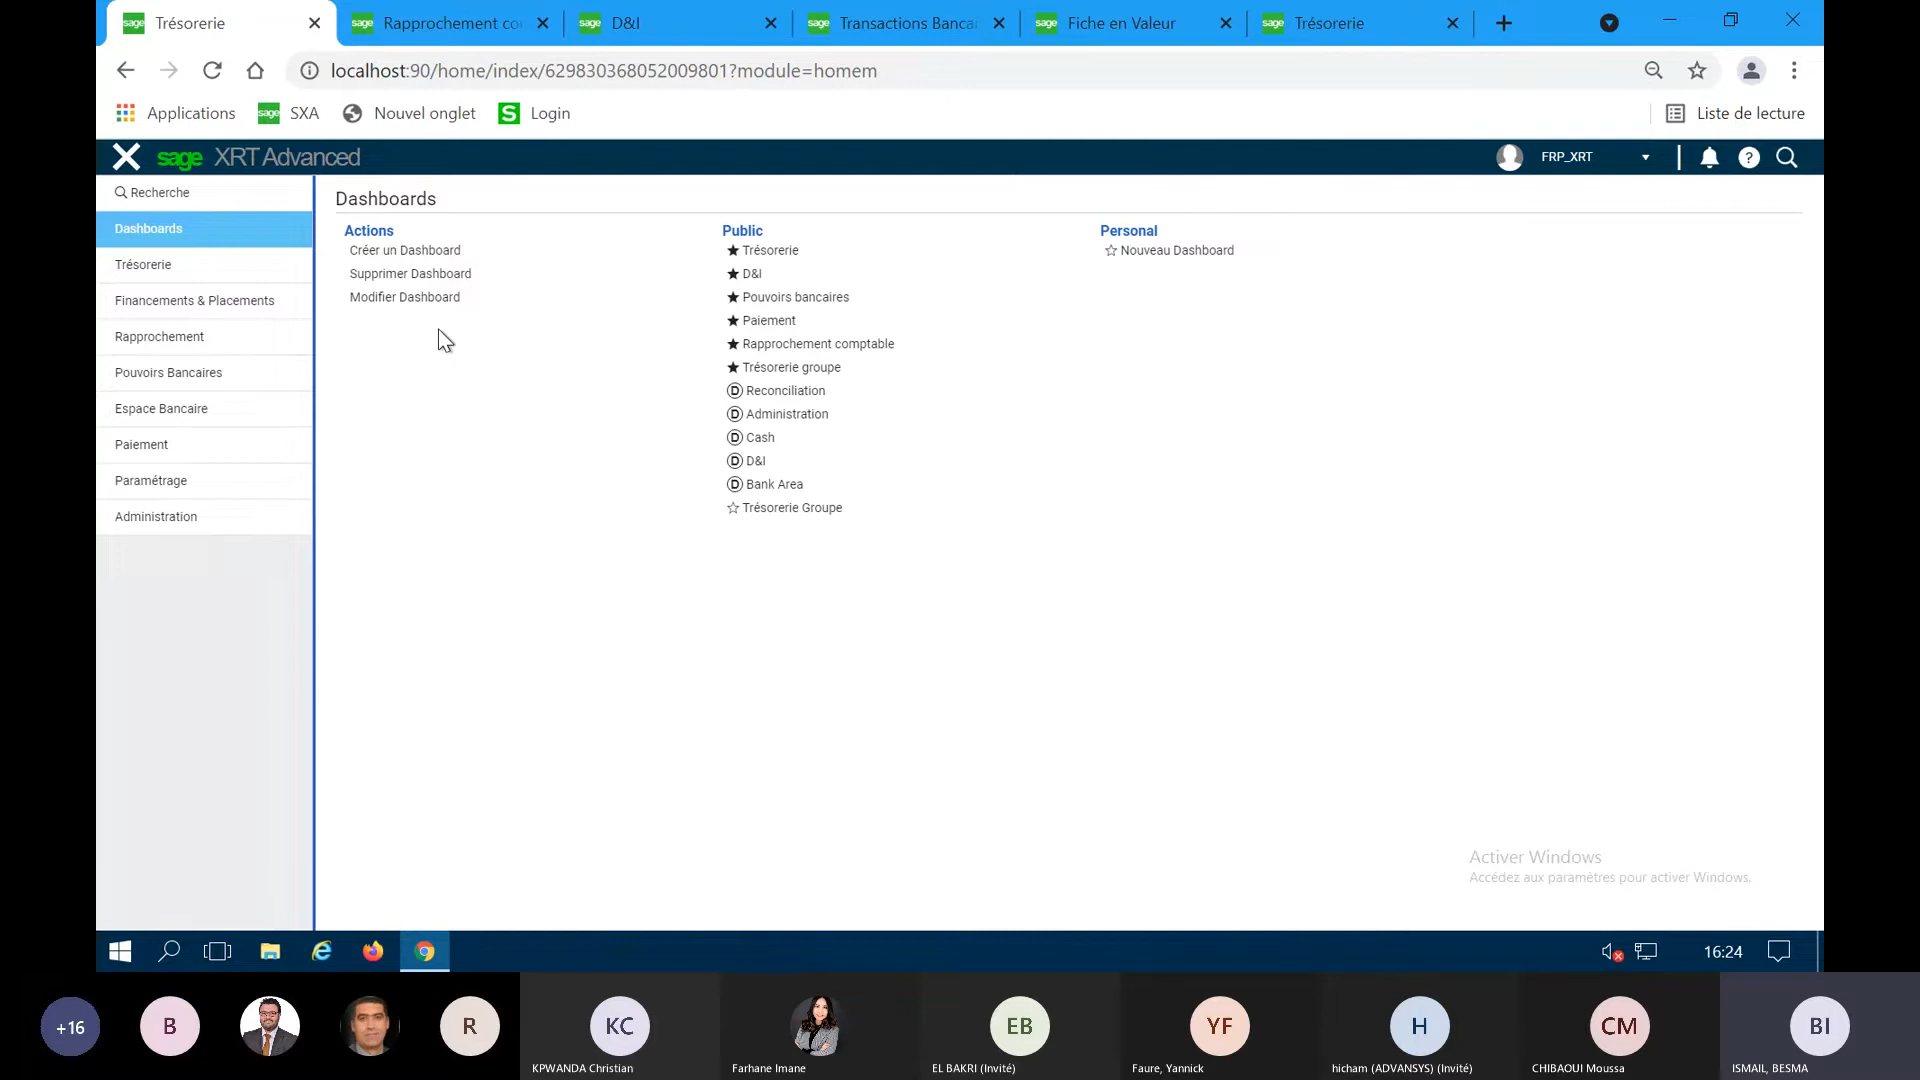 Trésorerie
Rapprochement co
D&I
Transactions Banca
Fiche en Valeur
Trésorerie
localhost:90/home/index/629830368052009801?module=homem
Applications
sage SXA
Nouvel onglet
S Login
Liste de lecture
sage XRT Advanced
FRP_XRT
Recherche
Dashboards
Trésorerie
Financements & Placements
Rapprochement
Pouvoirs Bancaires
Espace Bancaire
Paiement
Paramétrage
Administration
Dashboards
Actions
Créer un Dashboard
Supprimer Dashboard
Modifier Dashboard
Public
Trésorerie
D&I
Pouvoirs bancaires
Paiement
Rapprochement comptable
Trésorerie groupe
D Reconciliation
D Administration
D Cash
D D&I
D Bank Area
Trésorerie Groupe
Personal
Nouveau Dashboard
Activer Windows
Accédez aux paramètres pour activer Windows.
16:24
+16
B
R
KC
KPWANDA Christian
Farhane Imane
EB
EL BAKRI (Invité)
YF
Faure, Yannick
H
hicham (ADVANSYS) (Invité)
CM
CHIBAOUI Moussa
BI
ISMAIL, BESMA